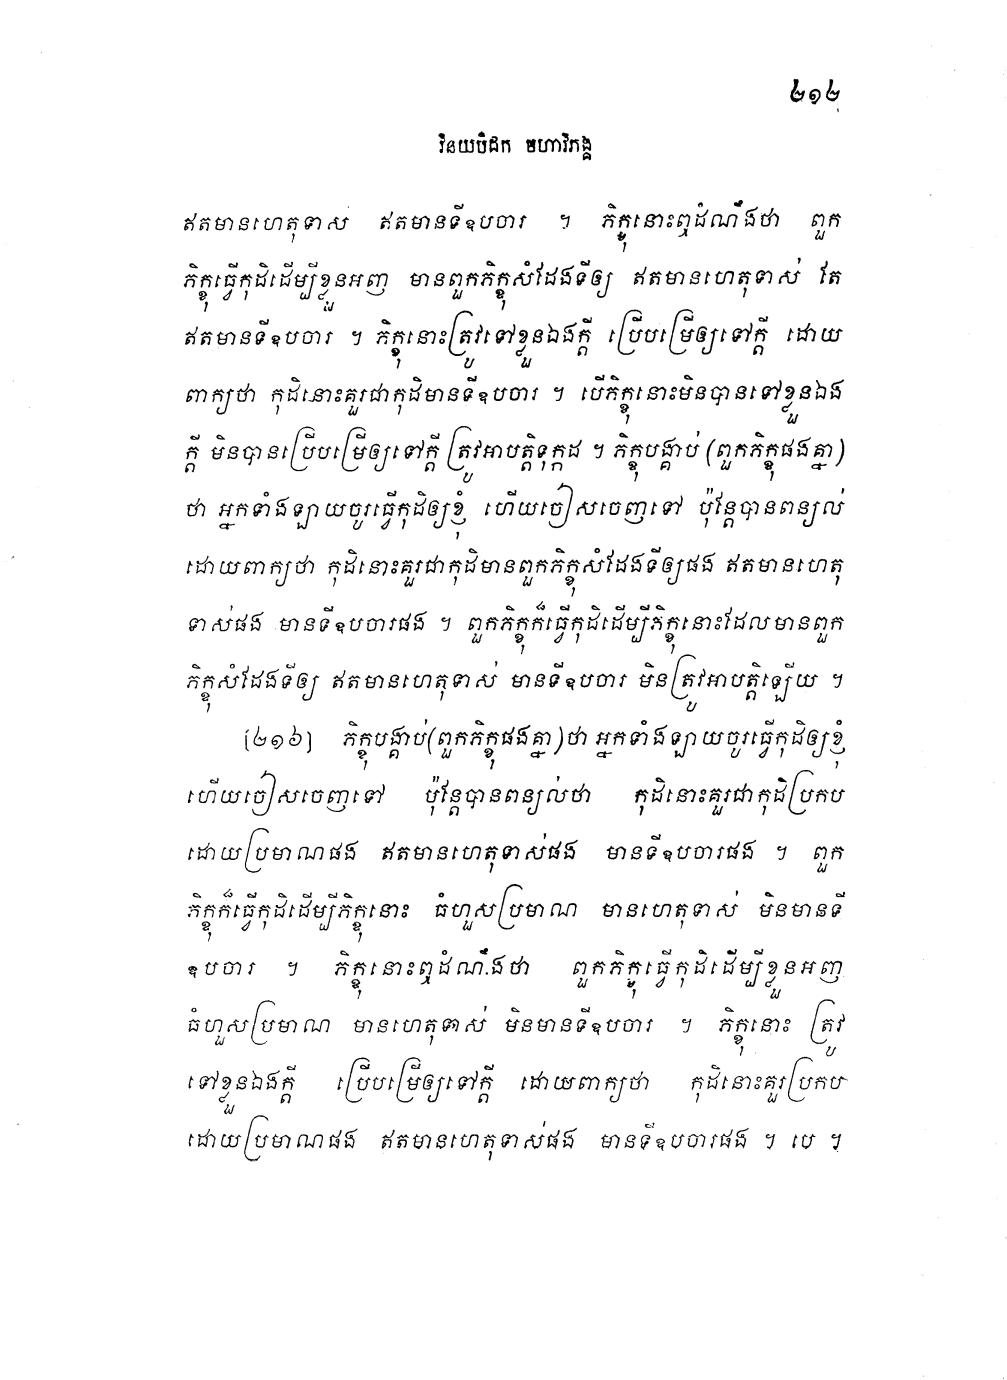 ២១២
វិនយបិដក មហាវិភង្គ
ឥតមានហេតុទាស ឥតមានទីឧបចារ ។ ភិក្ខុនោះឮដំណឹងថា ពួក
ភិក្ខុធ្វើកុដិដើម្បីខ្លួនអញ មានពួកភិក្ខុសំដែងទីឲ្យ ឥតមានហេតុទាស់ តែ
ឥតមានទីឧបចារ ។ ភិក្ខុនោះត្រូវទៅខ្លួនឯងក្តី ប្រើបម្រើឲ្យទៅក្តី ដោយ
ពាក្យថា កុដិនោះគួរជាកុដិមានទីឧបចារ ។ បើភិក្ខុនោះមិនបានទៅខ្លួនឯង
ក្តី មិនបានប្រើបម្រើឲ្យទៅក្តី ត្រូវអាបត្តិទុក្កដ ។ ភិក្ខុបង្គាប់ (ពួកភិក្ខុផងគ្នា)
ថា អ្នកទាំងឡាយចូរធ្វើកុដិឲ្យខ្ញុំ ហើយចៀសចេញទៅ ប៉ុន្តែបានពន្យល់
ដោយពាក្យថា កុដិនោះគួរជាកុដិមានពួកភិក្ខុសំដែងទីឲ្យផង ឥតមានហេតុ
ទាស់ផង មានទីឧបចារផង ។ ពួកភិក្ខុក៏ធ្វើកុដិដើម្បីភិក្ខុនោះដែលមានពួក
ភិក្ខុសំដែងទីឲ្យ ឥតមានហេតុទាស់ មានទីឧបចារ មិនត្រូវអាបត្តិឡើយ ។
[២១៦] ភិក្ខុបង្គាប់(ពួកភិក្ខុផងគ្នា)ថា អ្នកទាំងឡាយចូរធ្វើកុដិឲ្យខ្ញុំ
ហើយចៀសចេញទៅ ប៉ុន្តែបានពន្យល់ថា កុដិនោះគួរជាកុដិប្រកប
ដោយប្រមាណផង ឥតមានហេតុទាស់ផង មានទីឧបចារផង ។ ពួក
ភិក្ខុក៏ធ្វើកុដិដើម្បីភិក្ខុនោះ ធំហួសប្រមាណ មានហេតុទាស់ មិនមានទី
ឧបចារ ។ ភិក្ខុនោះឮដំណឹងថា ពួកភិក្ខុធ្វើកុដិដើម្បីខ្លួនអញ
ធំហួសប្រមាណ មានហេតុទាស់ មិនមានទីឧបចារ ។ ភិក្ខុនោះ ត្រូវ
ទៅខ្លួនឯងក្តី ប្រើបម្រើឲ្យទៅក្តី ដោយពាក្យថា កុដិនោះគួរប្រកប
ដោយប្រមាណផង ឥតមានហេតុទាស់ផង មានទីឧបចារផង ។ បេ ។